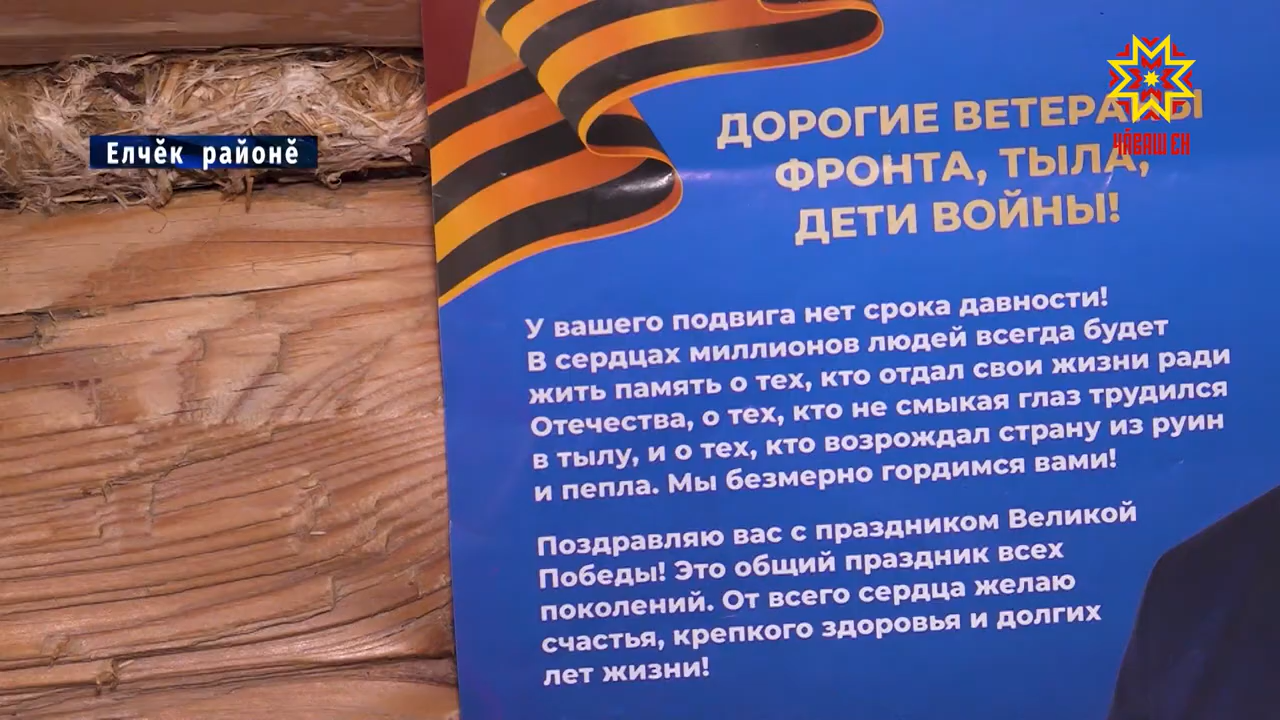 Елчӗк районӗ
ЧӐВАШ ЕН
ДОРОГИЕ ВЕТЕРАНЫ
ФРОНТА, ТЫЛА,
ДЕТИ ВОЙНЫ!
У вашего подвига нет срока давности!
В сердцах миллионов людей всегда будет
жить память о тех, кто отдал свои жизни ради
Отечества, о тех, кто не смыкая глаз трудился
в тылу, и о тех, кто возрождал страну из руин
и пепла. Мы безмерно гордимся вами!
Поздравляю вас с праздником Великой
Победы! Это общий праздник всех
поколений. От всего сердца желаю
счастья, крепкого здоровья и долгих
лет жизни!